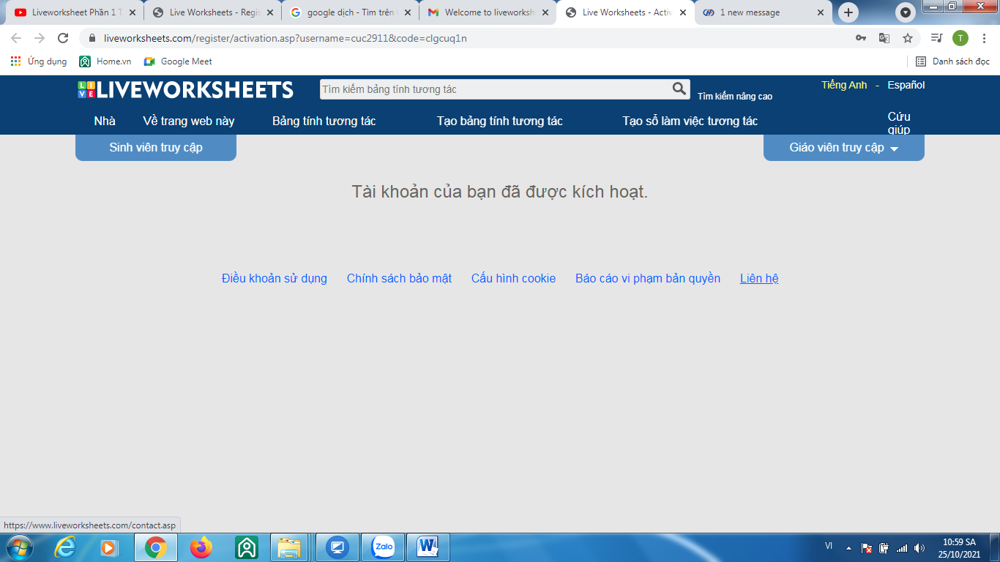 Liveworksheet Phần 1 T
Live Worksheets - Regis
google dịch - Tìm trên
Welcome to liveworksh
Live Worksheets - Activ
1 new message
liveworksheets.com/register/activation.asp?username=cuc2911&code=clgcuq1n
T
Ứng dụng
Home.vn
Google Meet
Danh sách đọc
LIVE
LIVEWORKSHEETS
Tìm kiếm bảng tính tương tác
Tìm kiếm nâng cao
Tiếng Anh - Español
Nhà
Về trang web này
Bảng tính tương tác
Tạo bảng tính tương tác
Tạo sổ làm việc tương tác
Cứu
giúp
Sinh viên truy cập
Giáo viên truy cập
Tài khoản của bạn đã được kích hoạt.
Điều khoản sử dụng
Chính sách bảo mật
Cấu hình cookie
Báo cáo vi phạm bản quyền
Liên hệ
https://www.liveworksheets.com/contact.asp
Zalo
VI
10:59 SA
25/10/2021